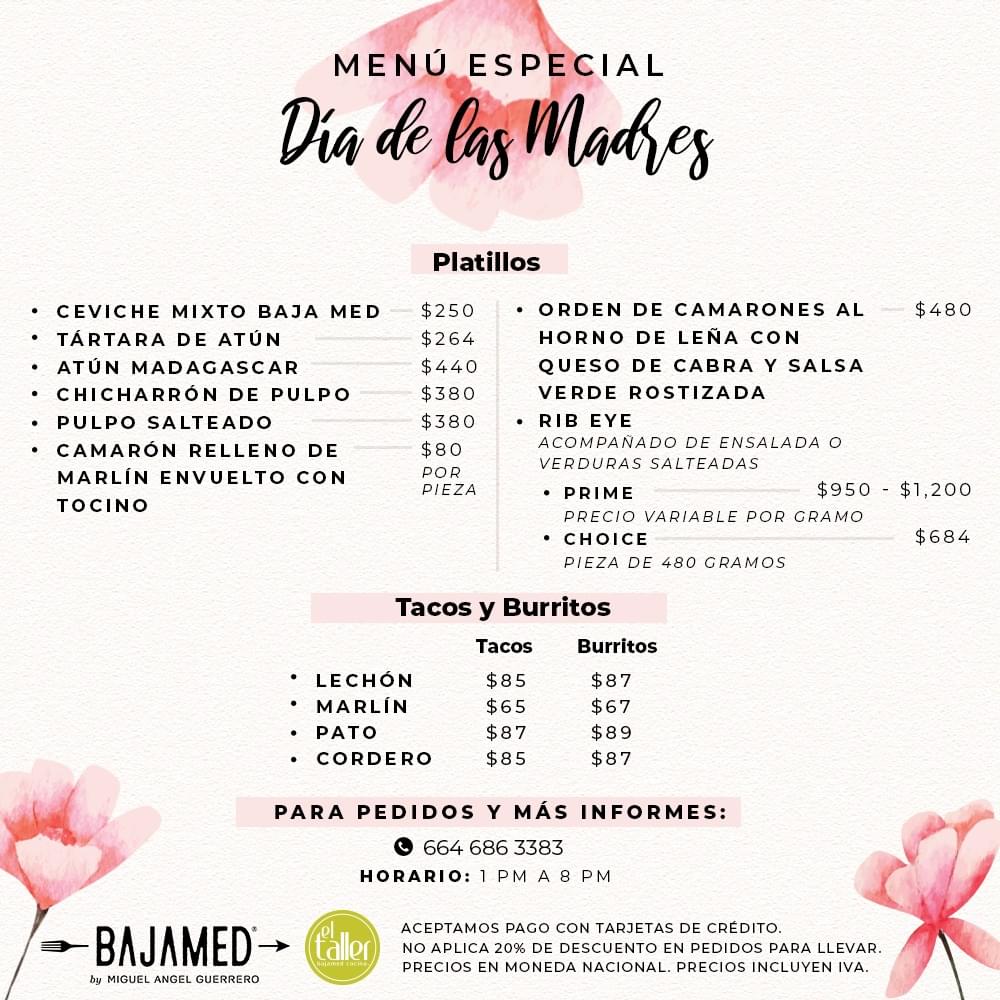 MENÚ ESPECIAL
Día de las Madres
Platillos
• CEVICHE MIXTO BAJA MED $250
• TÁRTARA DE ATÚN $264
• ATÚN MADAGASCAR $440
• CHICHARRÓN DE PULPO $380
• PULPO SALTEADO $380
• CAMARÓN RELLENO DE $80
MARLÍN ENVUELTO CON POR PIEZA
TOCINO
• ORDEN DE CAMARONES AL $480
HORNO DE LEÑA CON
QUESO DE CABRA Y SALSA
VERDE ROSTIZADA
• RIB EYE
ACOMPAÑADO DE ENSALADA O
VERDURAS SALTEADAS
• PRIME $950 - $1,200
PRECIO VARIABLE POR GRAMO
• CHOICE $684
PIEZA DE 480 GRAMOS
Tacos y Burritos
Tacos Burritos
• LECHÓN $85 $87
• MARLÍN $65 $67
• PATO $87 $89
• CORDERO $85 $87
PARA PEDIDOS Y MÁS INFORMES:
664 686 3383
HORARIO: 1 PM A 8 PM
BAJAMED®
by MIGUEL ANGEL GUERRERO
el
taller
bajamed cocina
ACEPTAMOS PAGO CON TARJETAS DE CRÉDITO.
NO APLICA 20% DE DESCUENTO EN PEDIDOS PARA LLEVAR.
PRECIOS EN MONEDA NACIONAL. PRECIOS INCLUYEN IVA.